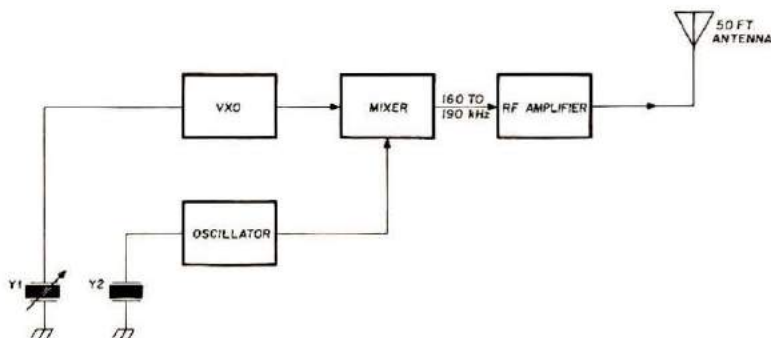 50 FT.
ANTENNA
VXO
MIXER
160 TO
190 kHz
RF AMPLIFIER
OSCILLATOR
Y1
Y2